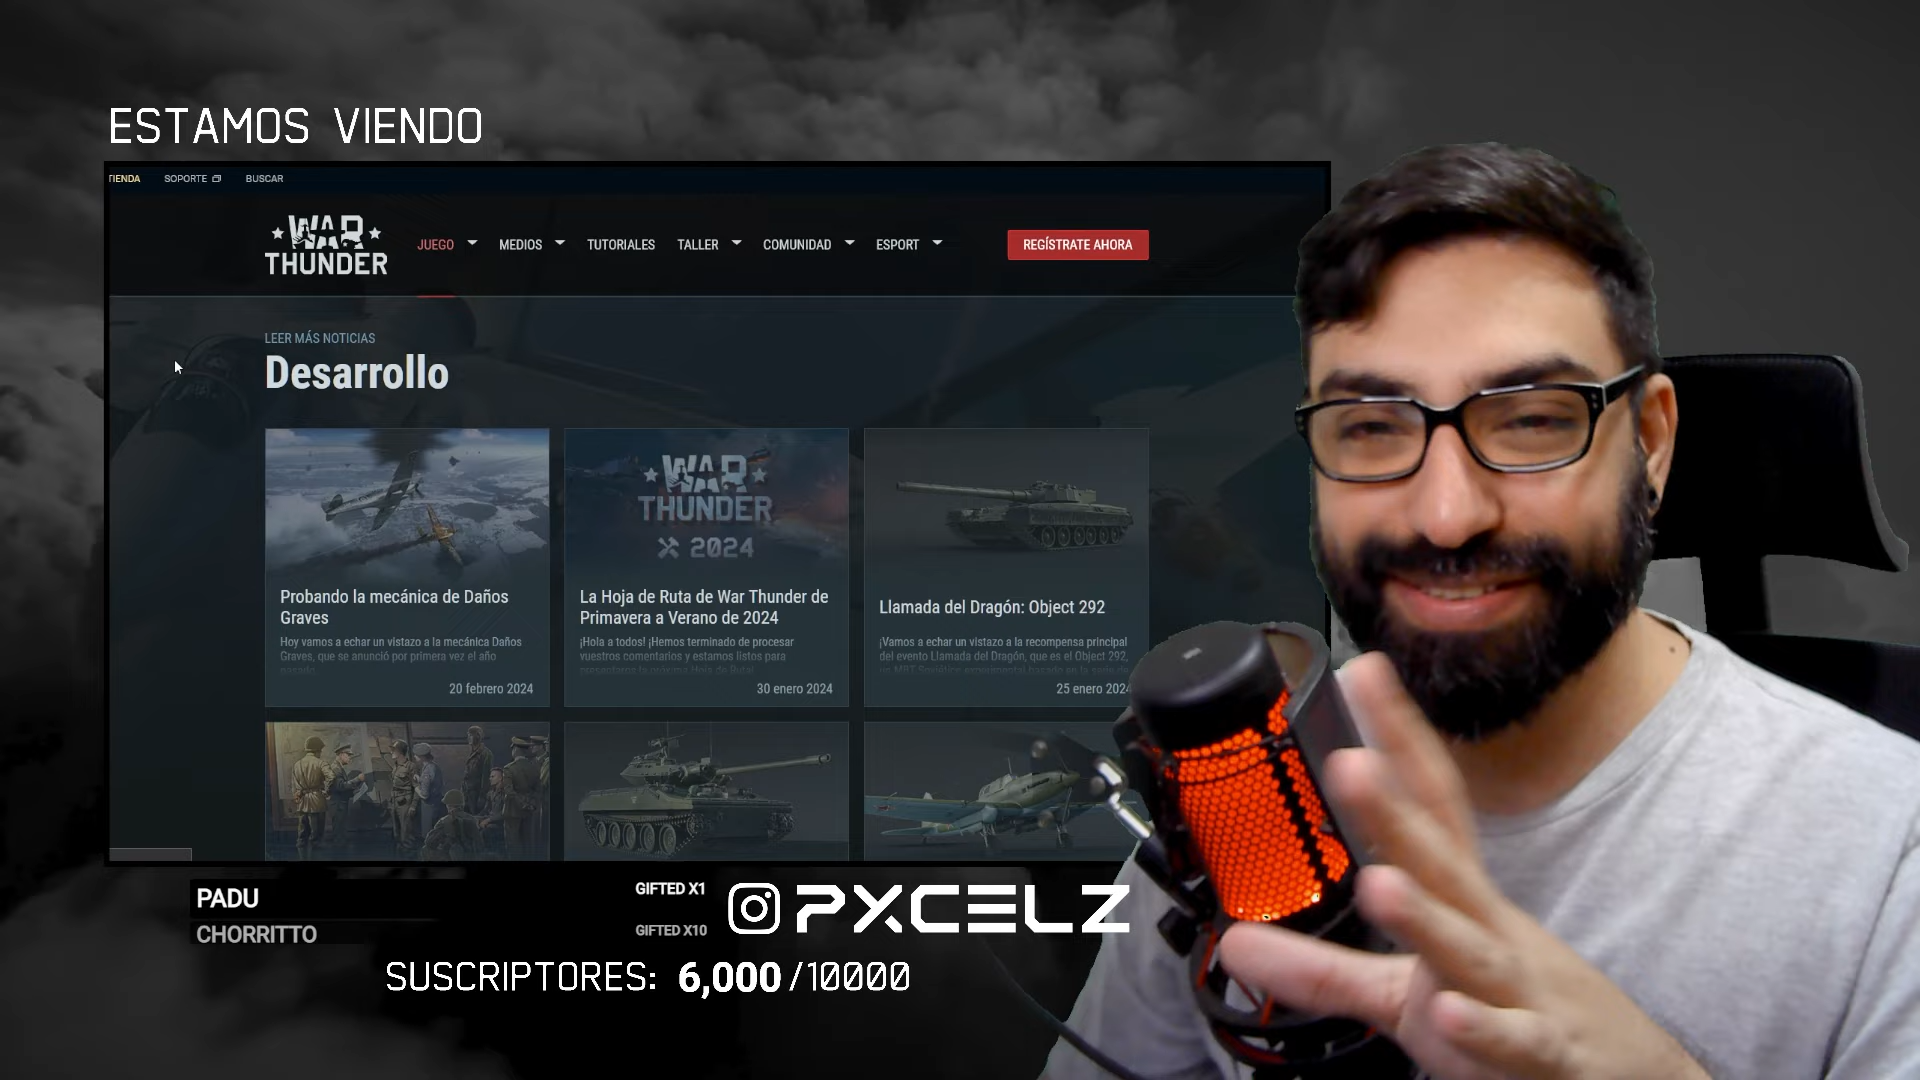 ESTAMOS VIENDO
TIENDA SOPORTE BUSCAR
WAR THUNDER
JUEGO MEDIOS TUTORIALES TALLER COMUNIDAD ESPORT REGÍSTRATE AHORA
LEER MÁS NOTICIAS
Desarrollo
WAR THUNDER
2024
Probando la mecánica de Daños
Graves
Hoy vamos a echar un vistazo a la mecánica Daños
Graves, que se anunció por primera vez el año
pasado.
20 febrero 2024
La Hoja de Ruta de War Thunder de
Primavera a Verano de 2024
¡Hola a todos! ¡Hemos terminado de procesar
vuestros comentarios y estamos listos para
30 enero 2024
Llamada del Dragón: Object 292
¡Vamos a echar un vistazo a la recompensa principal
del evento Llamada del Dragón, que es el Object 292,
25 enero 2024
PADU GIFTED X1
CHORRITTO GIFTED X10
PXCELZ
SUSCRIPTORES: 6,000 /10000